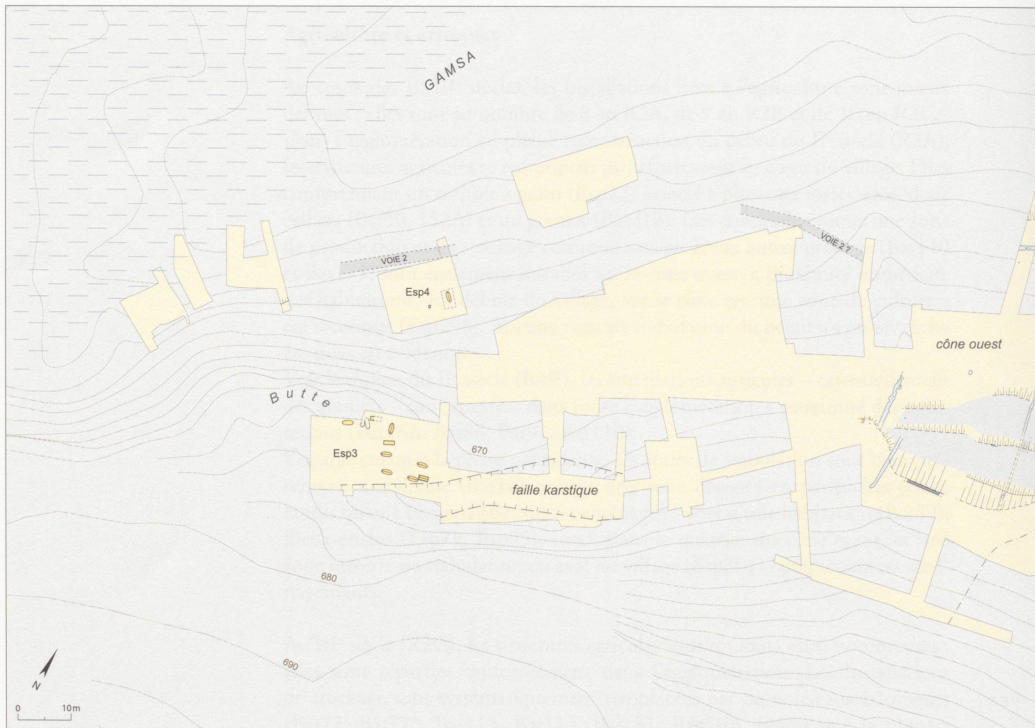 GAMSA
VOIE 2
VOIE 2 ?
Esp4
cône ouest
Butte
Esp3
670
faille karstique
680
690
N
0 10m